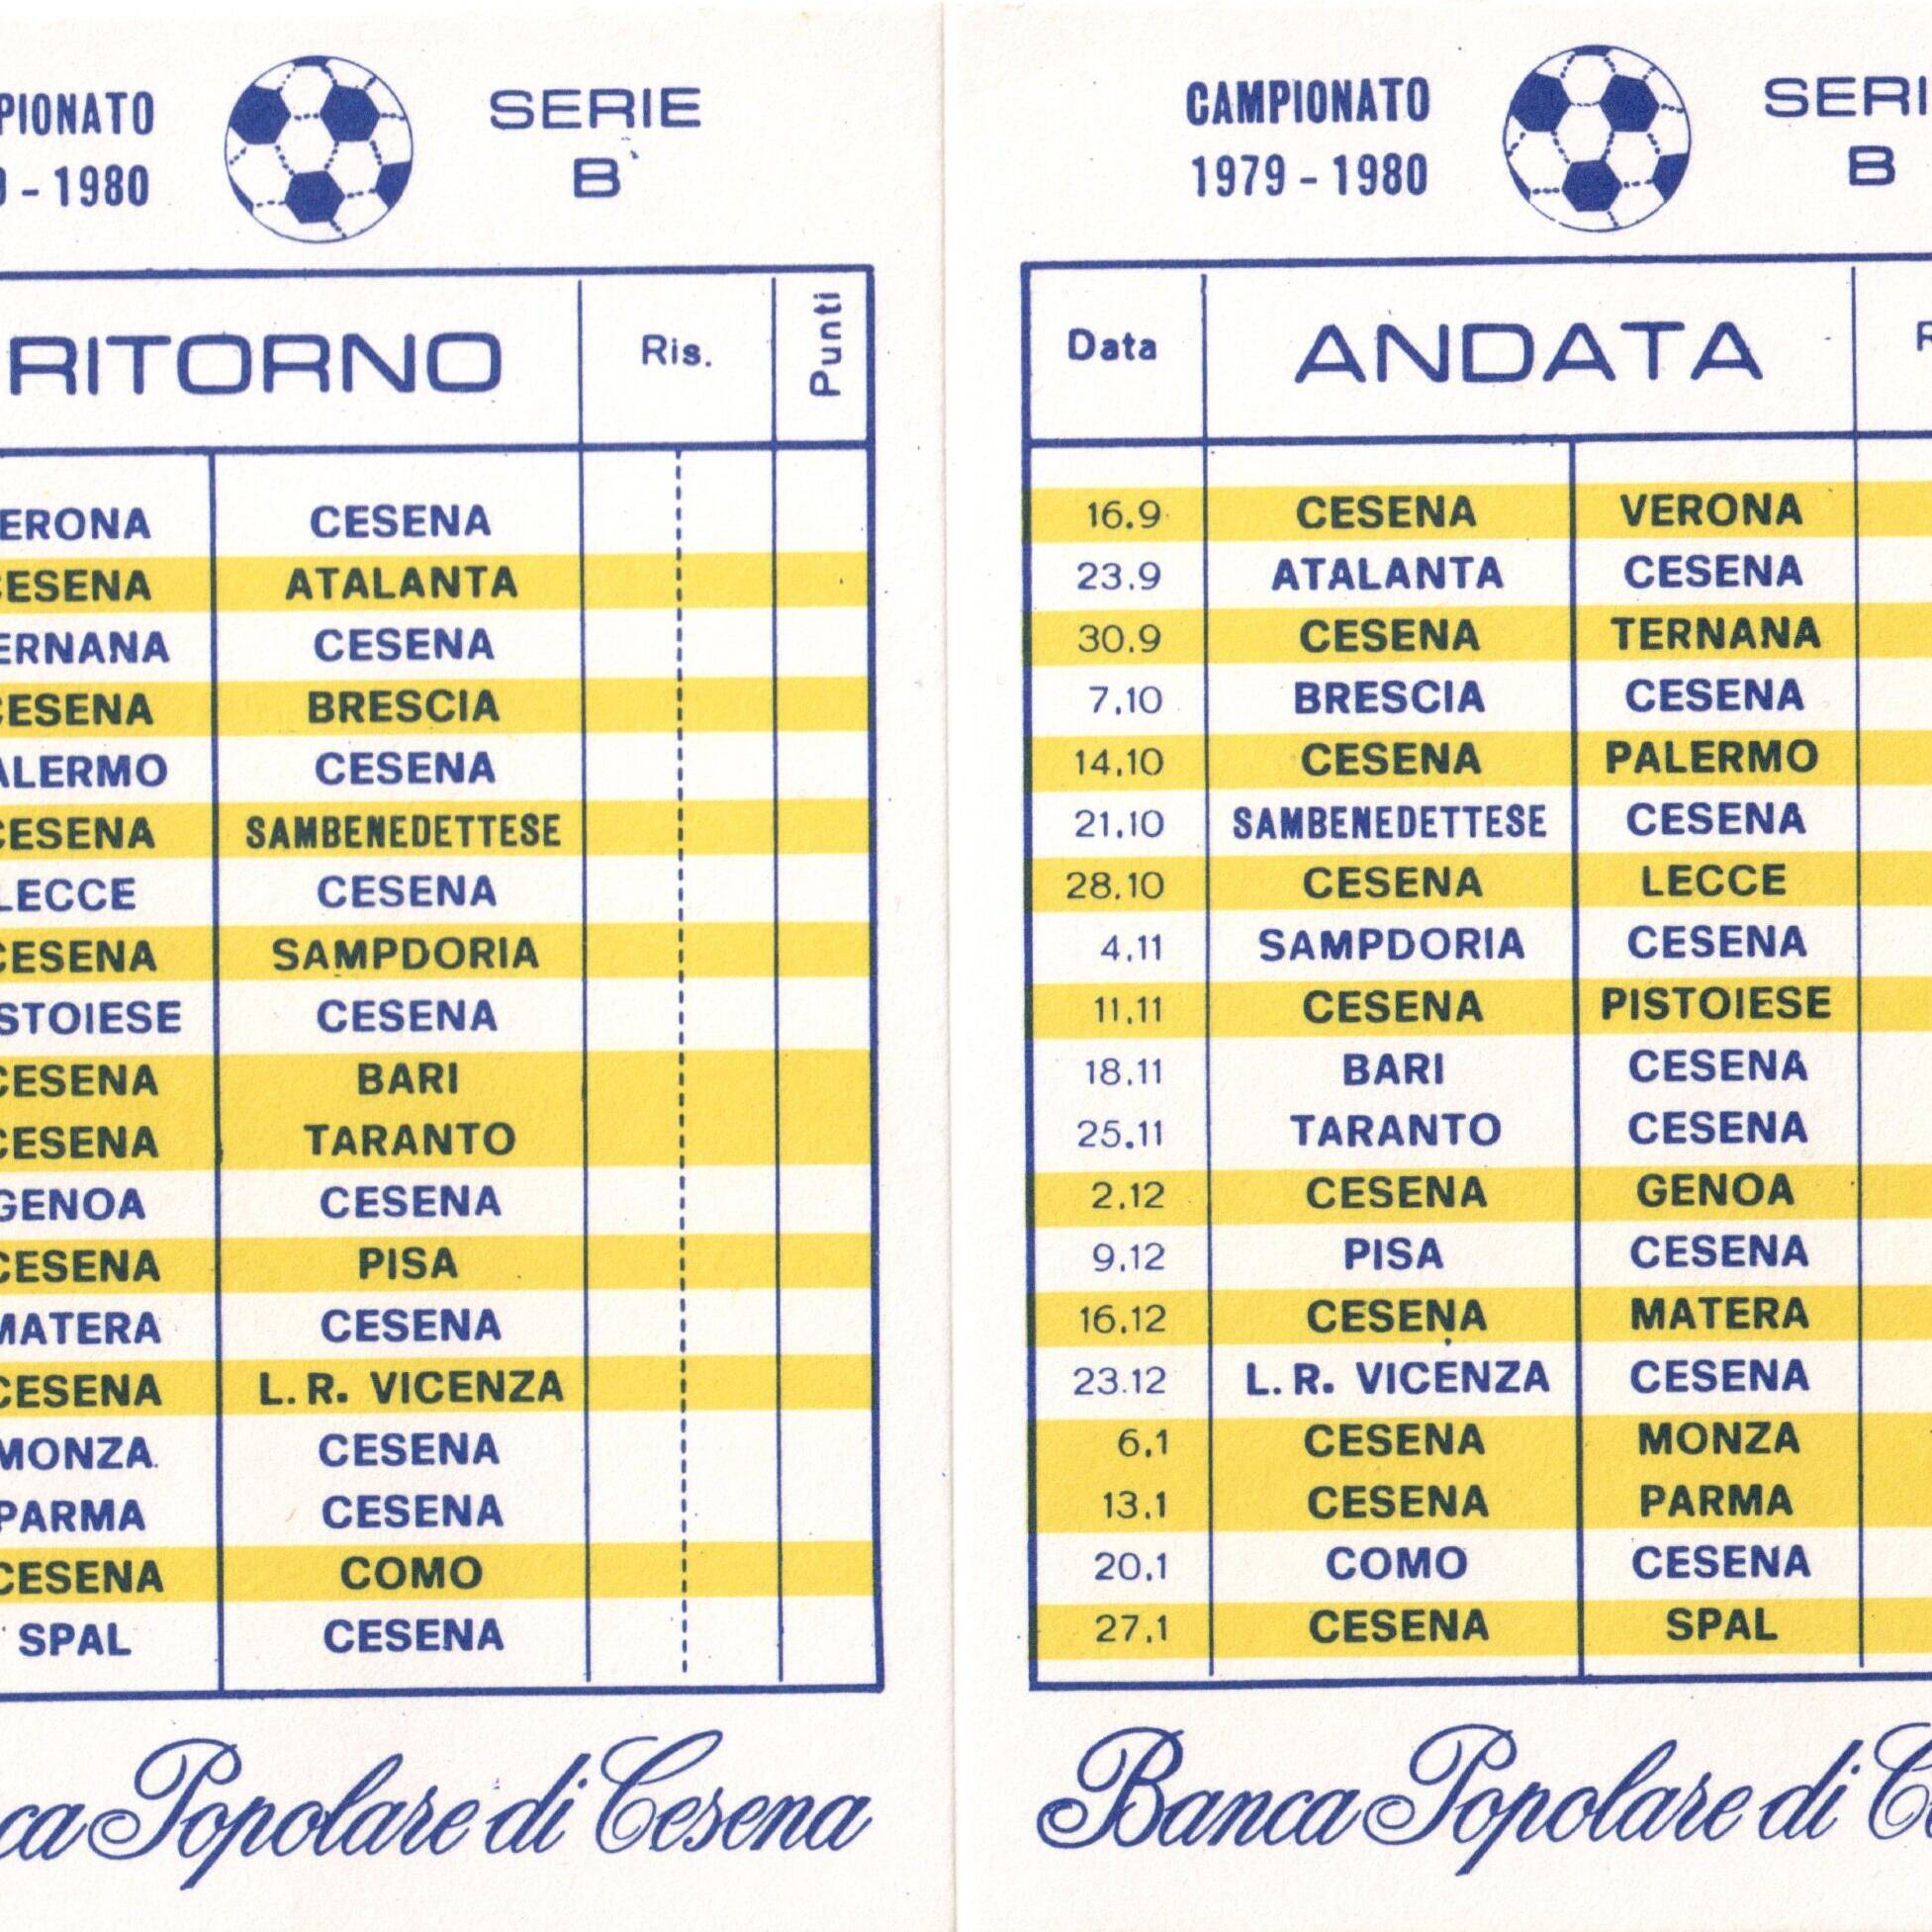 PIONATO
- 1980
SERIE
B
RITORNO Ris. Punti
ERONA CESENA
CESENA ATALANTA
ERNANA CESENA
CESENA BRESCIA
ALERMO CESENA
CESENA SAMBENEDETTESE
LECCE CESENA
CESENA SAMPDORIA
STOIESE CESENA
CESENA BARI
CESENA TARANTO
GENOA CESENA
CESENA PISA
MATERA CESENA
CESENA L.R. VICENZA
MONZA CESENA
PARMA CESENA
CESENA COMO
SPAL CESENA
ca Popolare di Cesena
CAMPIONATO
1979 - 1980
SERI
B
Data ANDATA
16.9 CESENA VERONA
23.9 ATALANTA CESENA
30.9 CESENA TERNANA
7.10 BRESCIA CESENA
14.10 CESENA PALERMO
21.10 SAMBENEDETTESE CESENA
28.10 CESENA LECCE
4.11 SAMPDORIA CESENA
11.11 CESENA PISTOIESE
18.11 BARI CESENA
25.11 TARANTO CESENA
2.12 CESENA GENOA
9.12 PISA CESENA
16.12 CESENA MATERA
23.12 L.R. VICENZA CESENA
6.1 CESENA MONZA
13.1 CESENA PARMA
20.1 COMO CESENA
27.1 CESENA SPAL
Banca Popolare di C